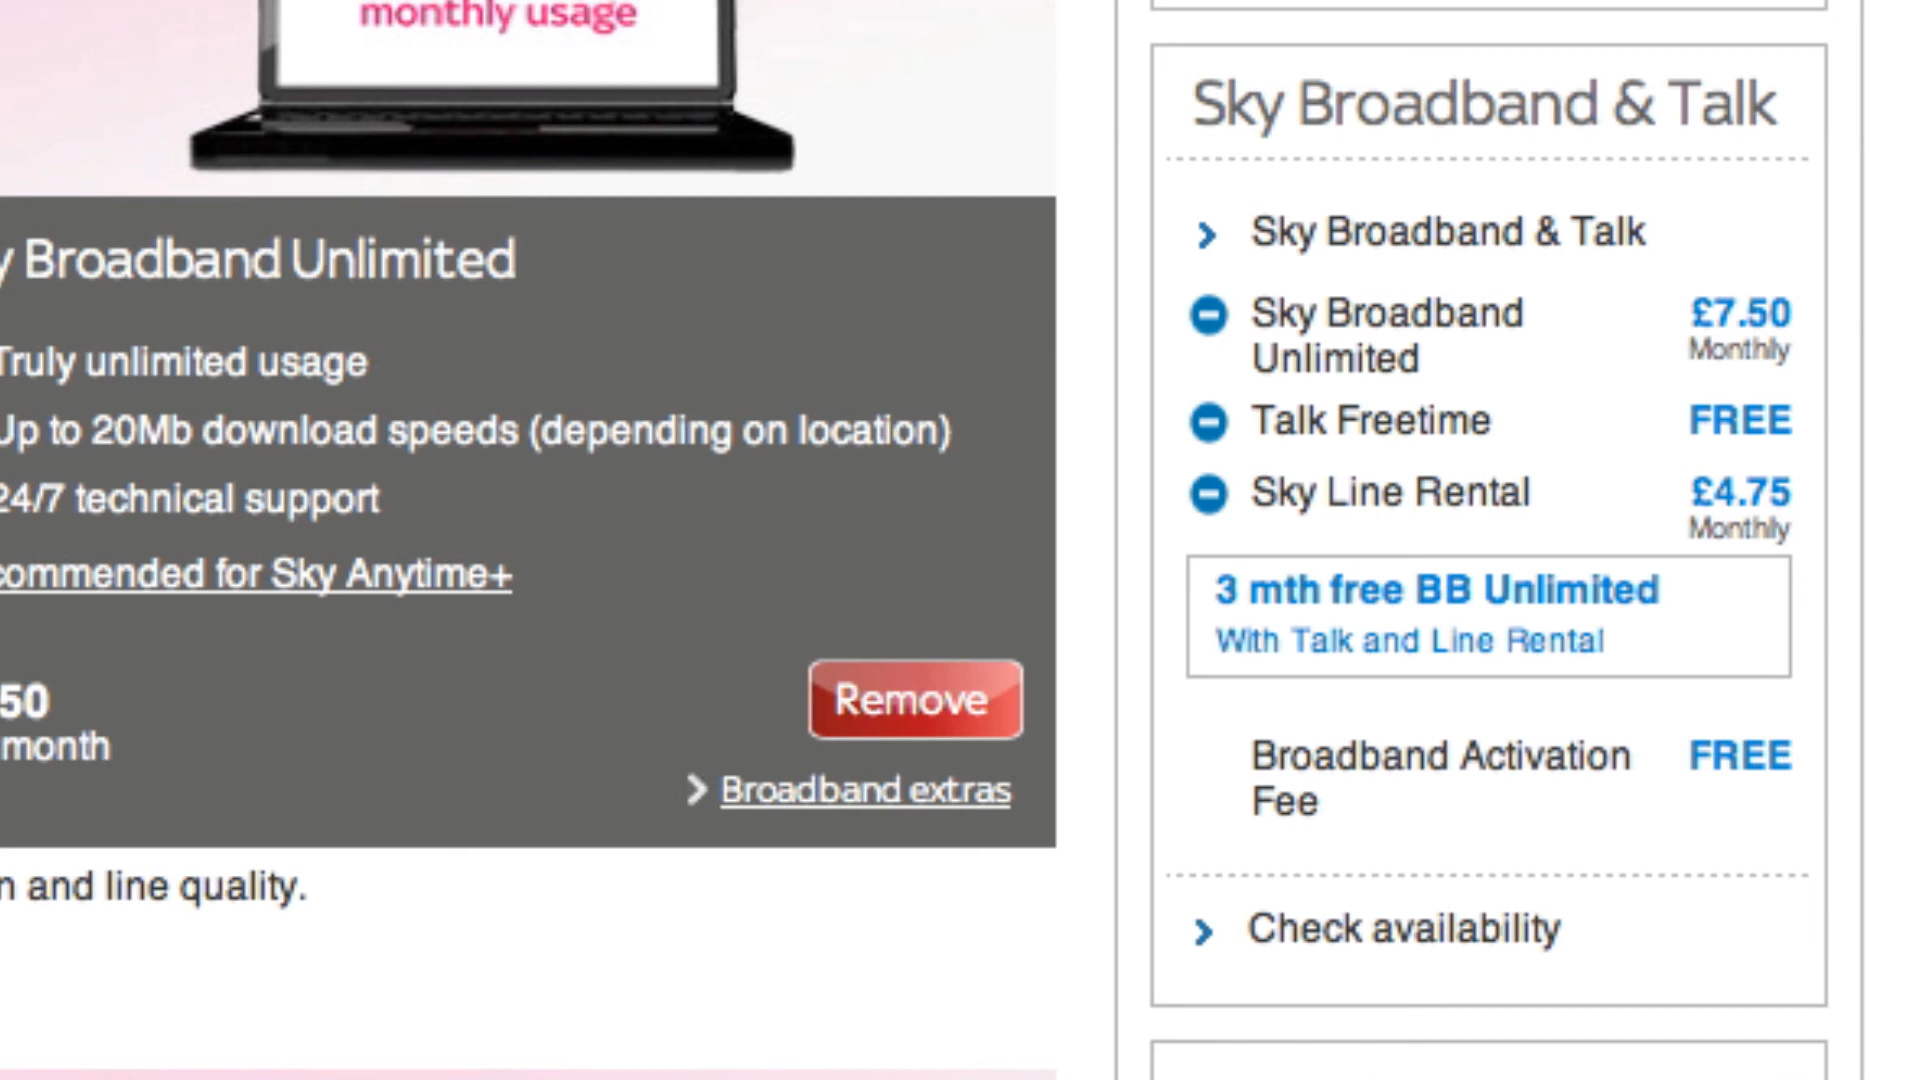 monthly usage
y Broadband Unlimited
Truly unlimited usage
Up to 20Mb download speeds (depending on location)
24/7 technical support
commended for Sky Anytime+
50
month
Remove
Broadband extras
n and line quality.
Sky Broadband & Talk
Sky Broadband & Talk
Sky Broadband £7.50
Unlimited Monthly
Talk Freetime FREE
Sky Line Rental £4.75
Monthly
3 mth free BB Unlimited
With Talk and Line Rental
Broadband Activation FREE
Fee
Check availability